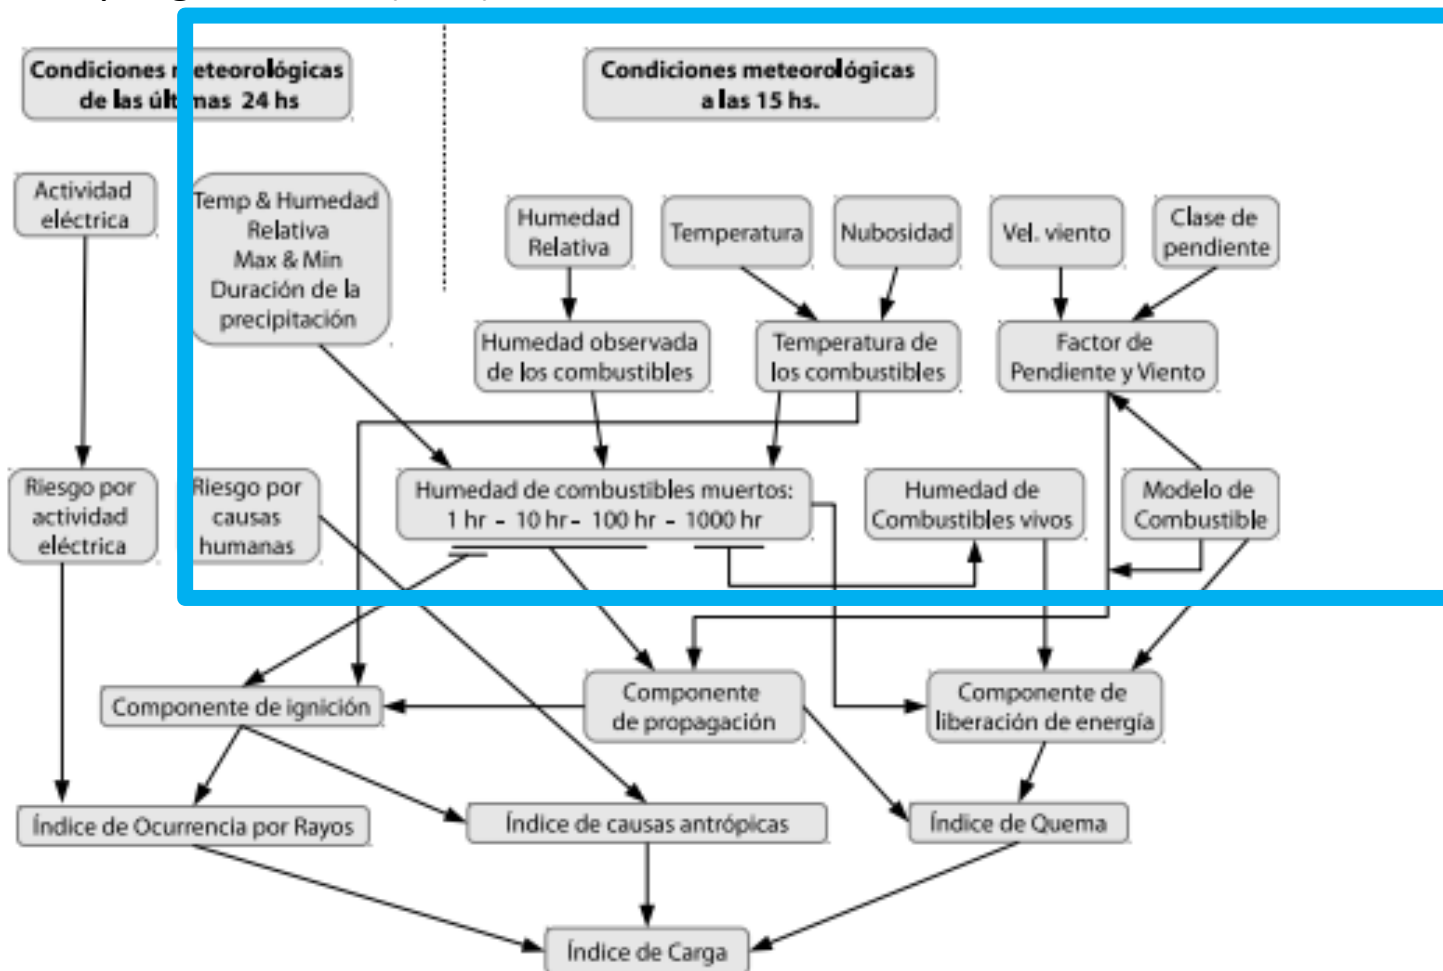 Condiciones meteorológicas
de las últimas 24 hs
Condiciones meteorológicas
a las 15 hs.
Actividad
eléctrica
Temp & Humedad
Relativa
Max & Min
Duración de la
precipitación
Humedad
Relativa
Temperatura
Nubosidad
Vel. viento
Clase de
pendiente
Humedad observada
de los combustibles
Temperatura de
los combustibles
Factor de
Pendiente y Viento
Riesgo por
actividad
eléctrica
Riesgo por
causas
humanas
Humedad de combustibles muertos:
1 hr - 10 hr - 100 hr - 1000 hr
Humedad de
Combustibles vivos
Modelo de
Combustible
Componente de ignición
Componente
de propagación
Componente de
liberación de energía
Índice de Ocurrencia por Rayos
Índice de causas antrópicas
Índice de Quema
Índice de Carga